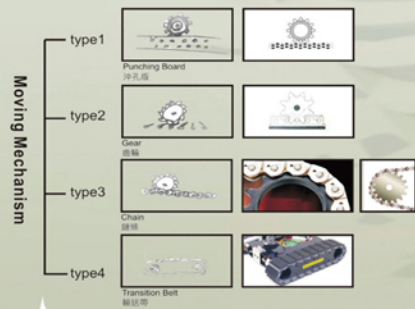 Moving Mechanism
type1
Punching Board
沖孔版
type2
Gear
齒輪
type3
Chain
鏈條
type4
Transition Belt
輸送帶